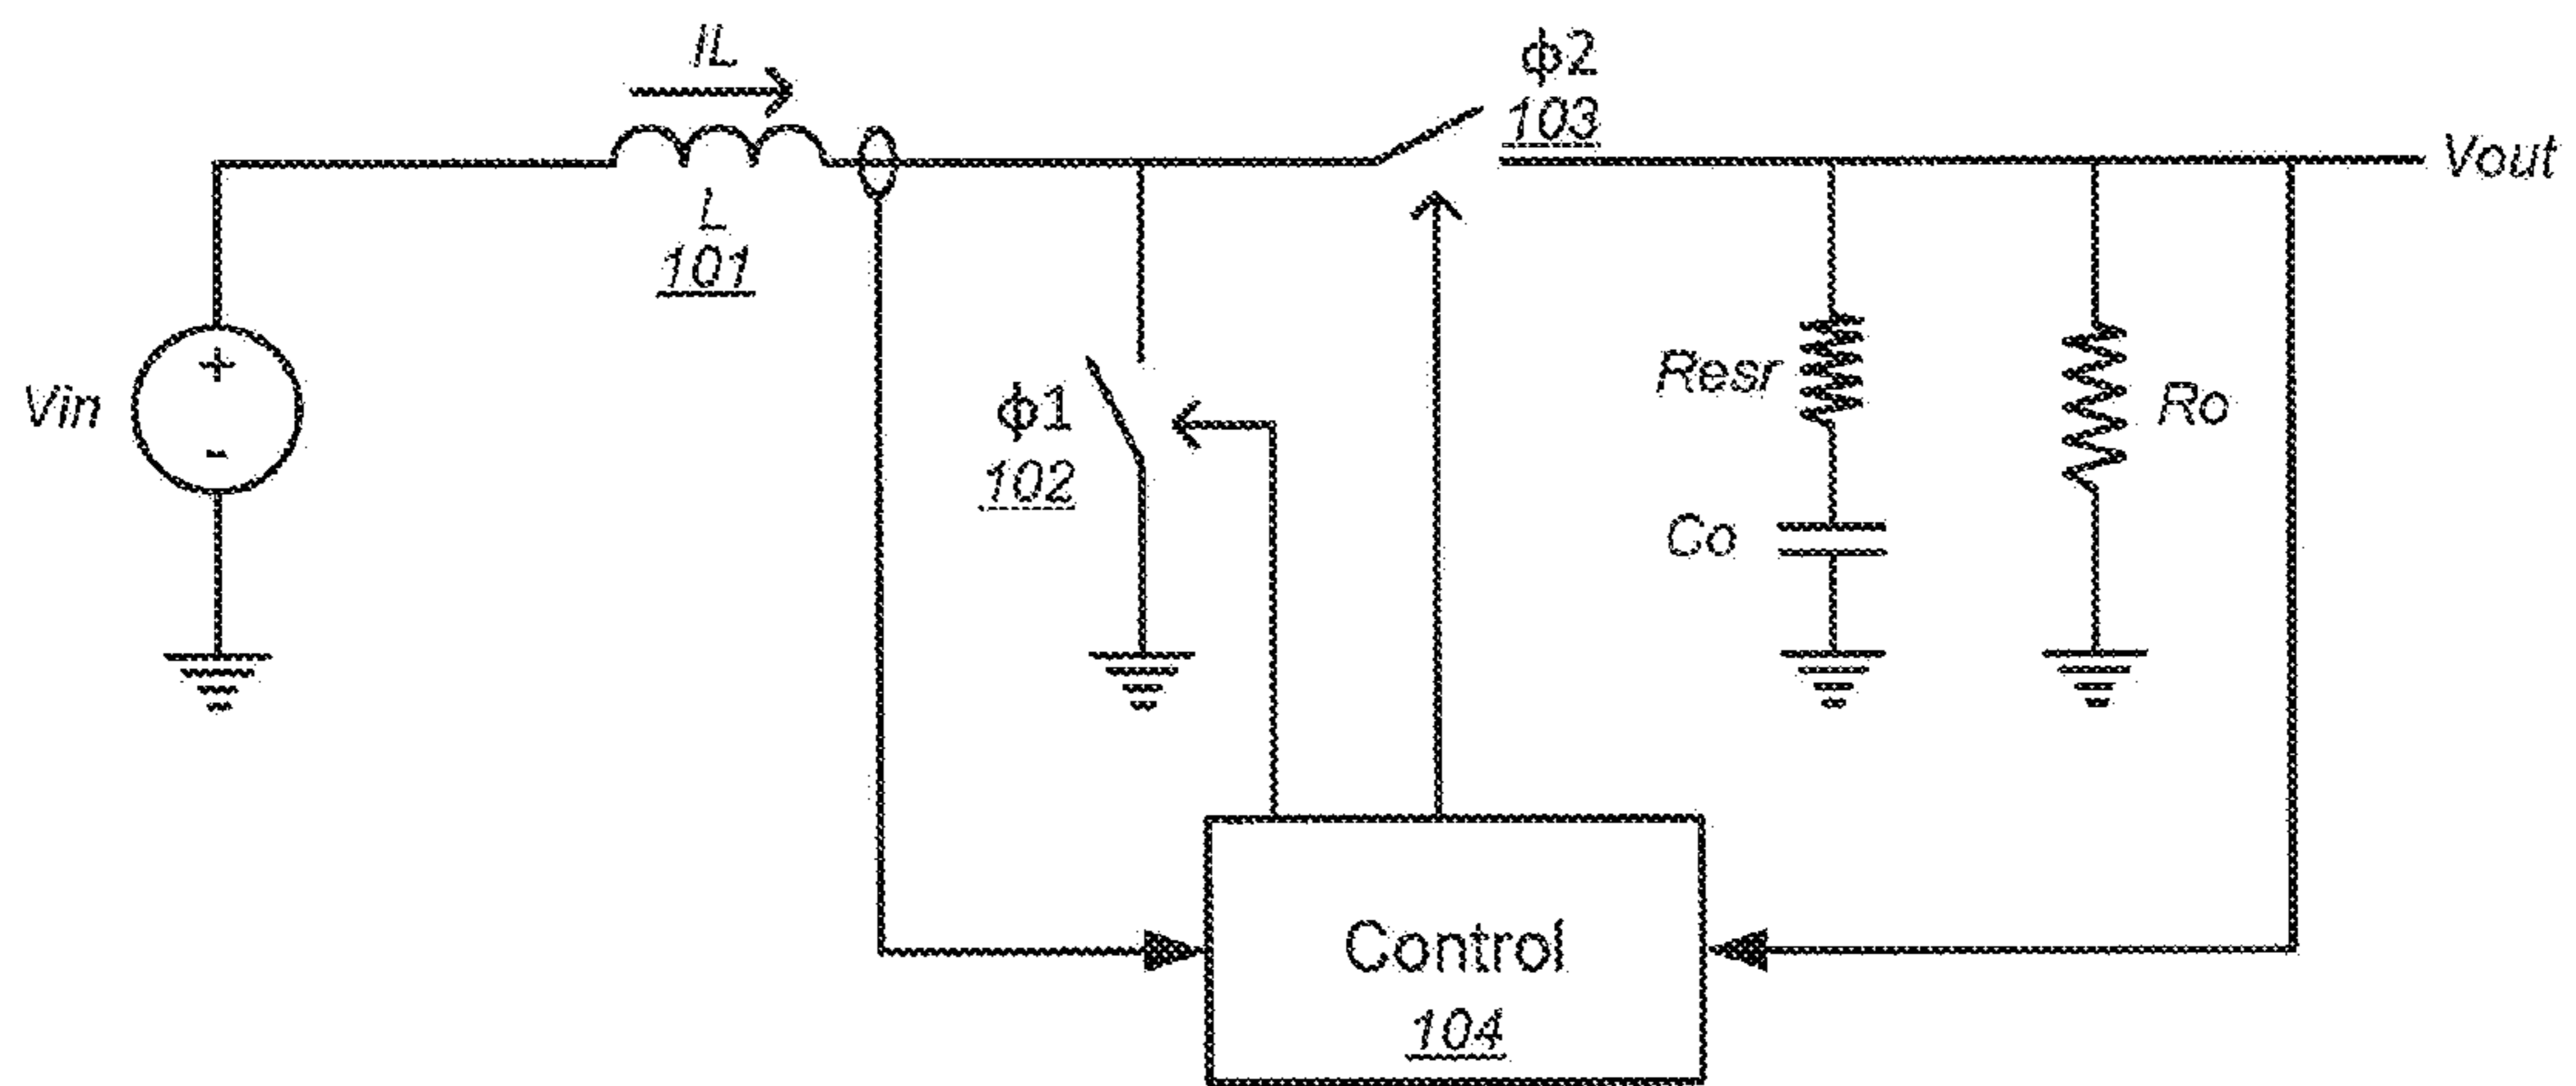 IL
ϕ2
103
Vout
L
101
Vin
+
-
ϕ1
102
Resr
Ro
Co
Control
104